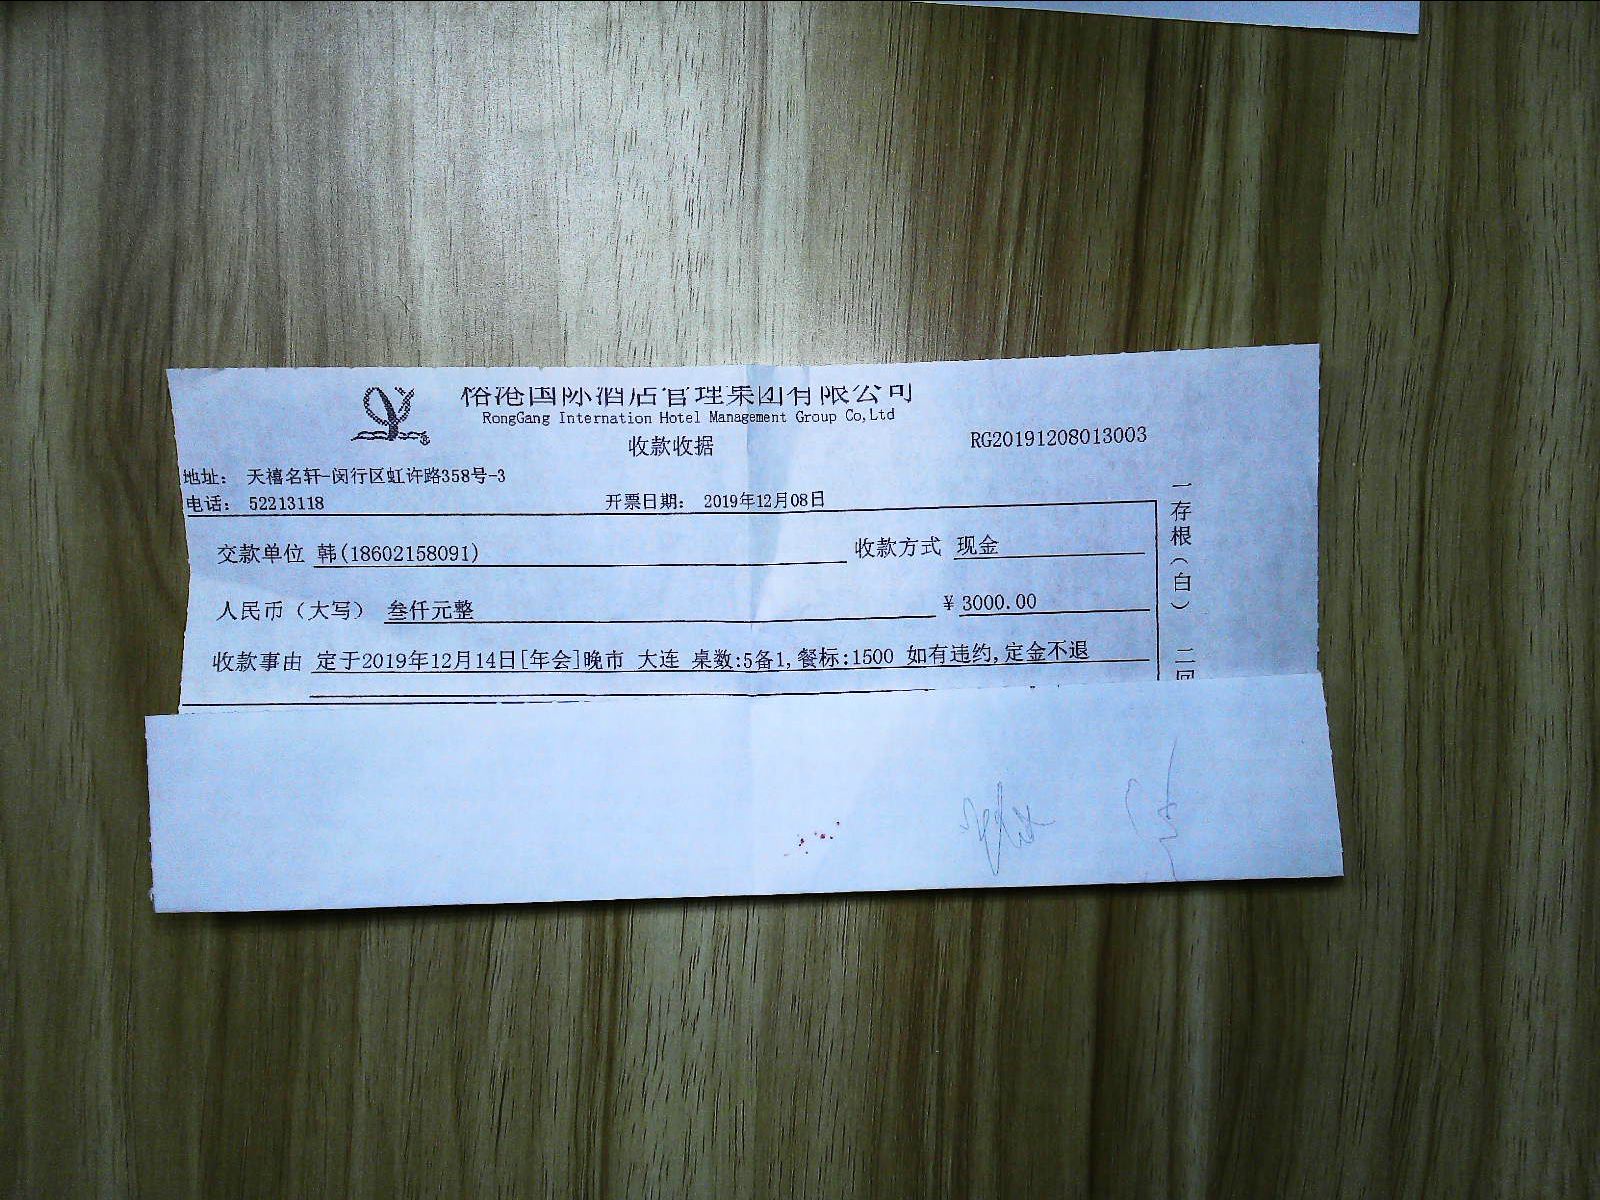 榕港国际酒店管理集团有限公司
RongGang Internation Hotel Management Group Co,Ltd
收款收据
RG20191208013003
地址: 天禧名轩-闵行区虹许路358号-3
电话: 52213118 开票日期: 2019年12月08日
交款单位 韩(18602158091) 收款方式 现金
人民币（大写） 叁仟元整 ¥ 3000.00
收款事由 定于2019年12月14日[年会]晚市 大连 桌数:5备1,餐标:1500 如有违约,定金不退
一存根（白） 二回